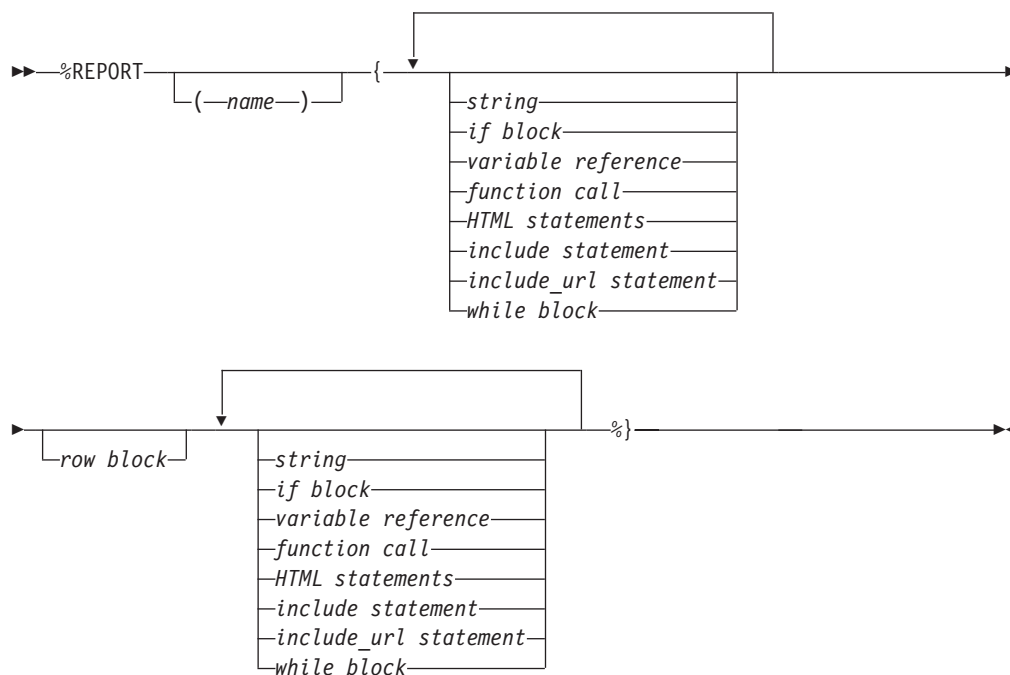 %REPORT { 
( name ) string
if block
variable reference
function call
HTML statements
include statement
include_url statement
while block
%}
row block string
if block
variable reference
function call
HTML statements
include statement
include_url statement
while block